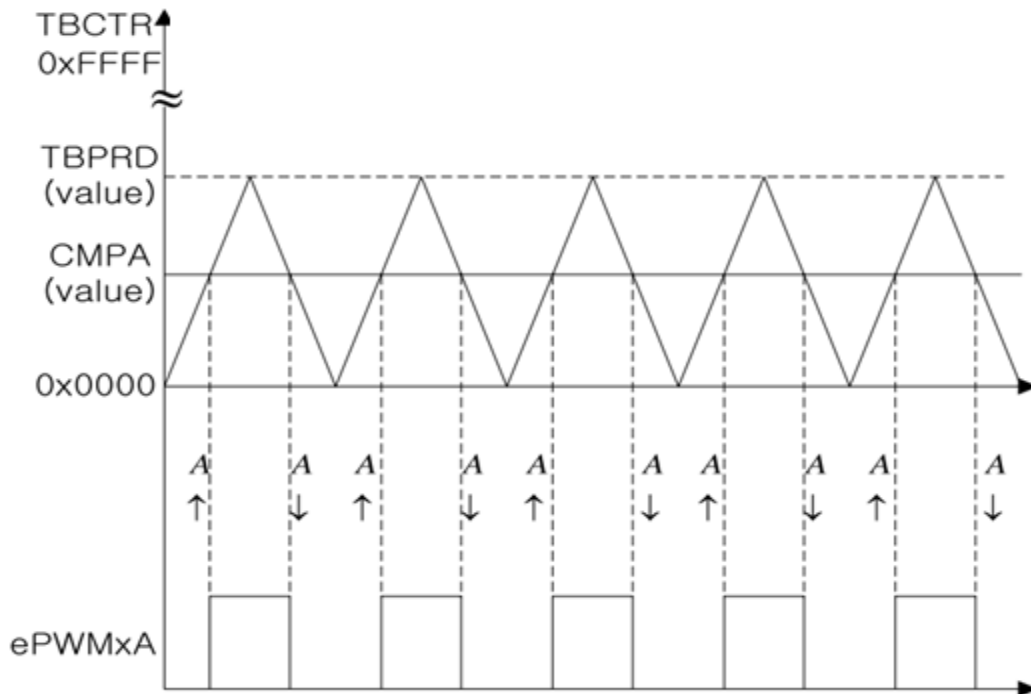 TBCTR
0xFFFF
TBPRD
(value)
CMPA
(value)
0x0000
A A A A A A A A A A
↑ ↓ ↑ ↓ ↑ ↓ ↑ ↓ ↑ ↓
ePWMxA